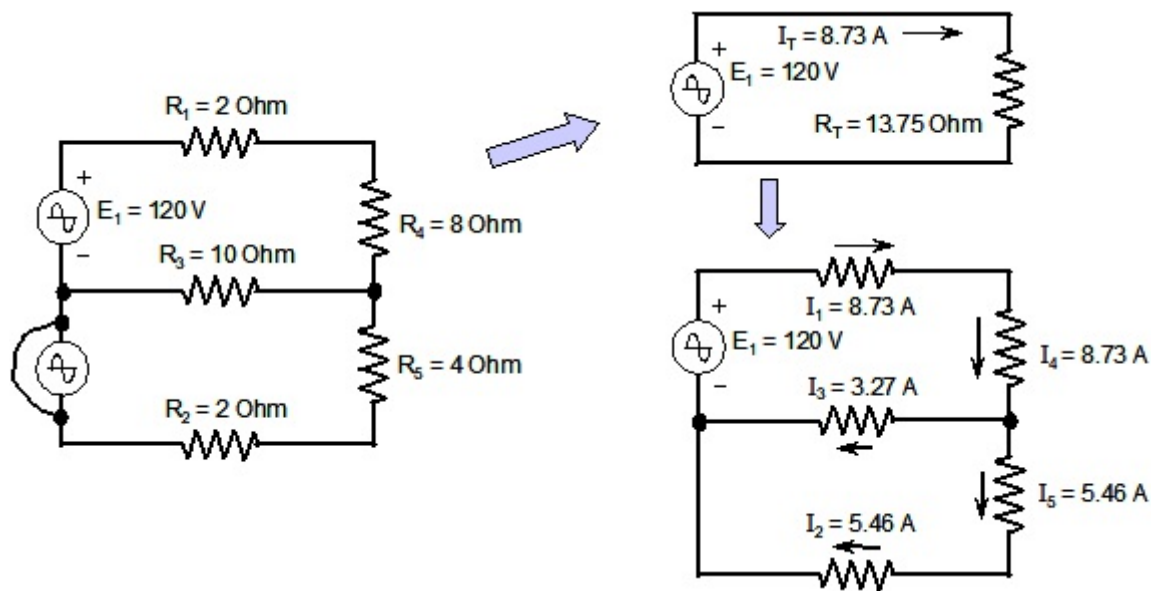 R₁ = 2 Ohm
+
E₁ = 120 V
−
R₄ = 8 Ohm
R₃ = 10 Ohm
R₅ = 4 Ohm
R₂ = 2 Ohm
I_T = 8.73 A
+
E₁ = 120 V
−
R_T = 13.75 Ohm
I₁ = 8.73 A
+
E₁ = 120 V
−
I₄ = 8.73 A
I₃ = 3.27 A
I₅ = 5.46 A
I₂ = 5.46 A